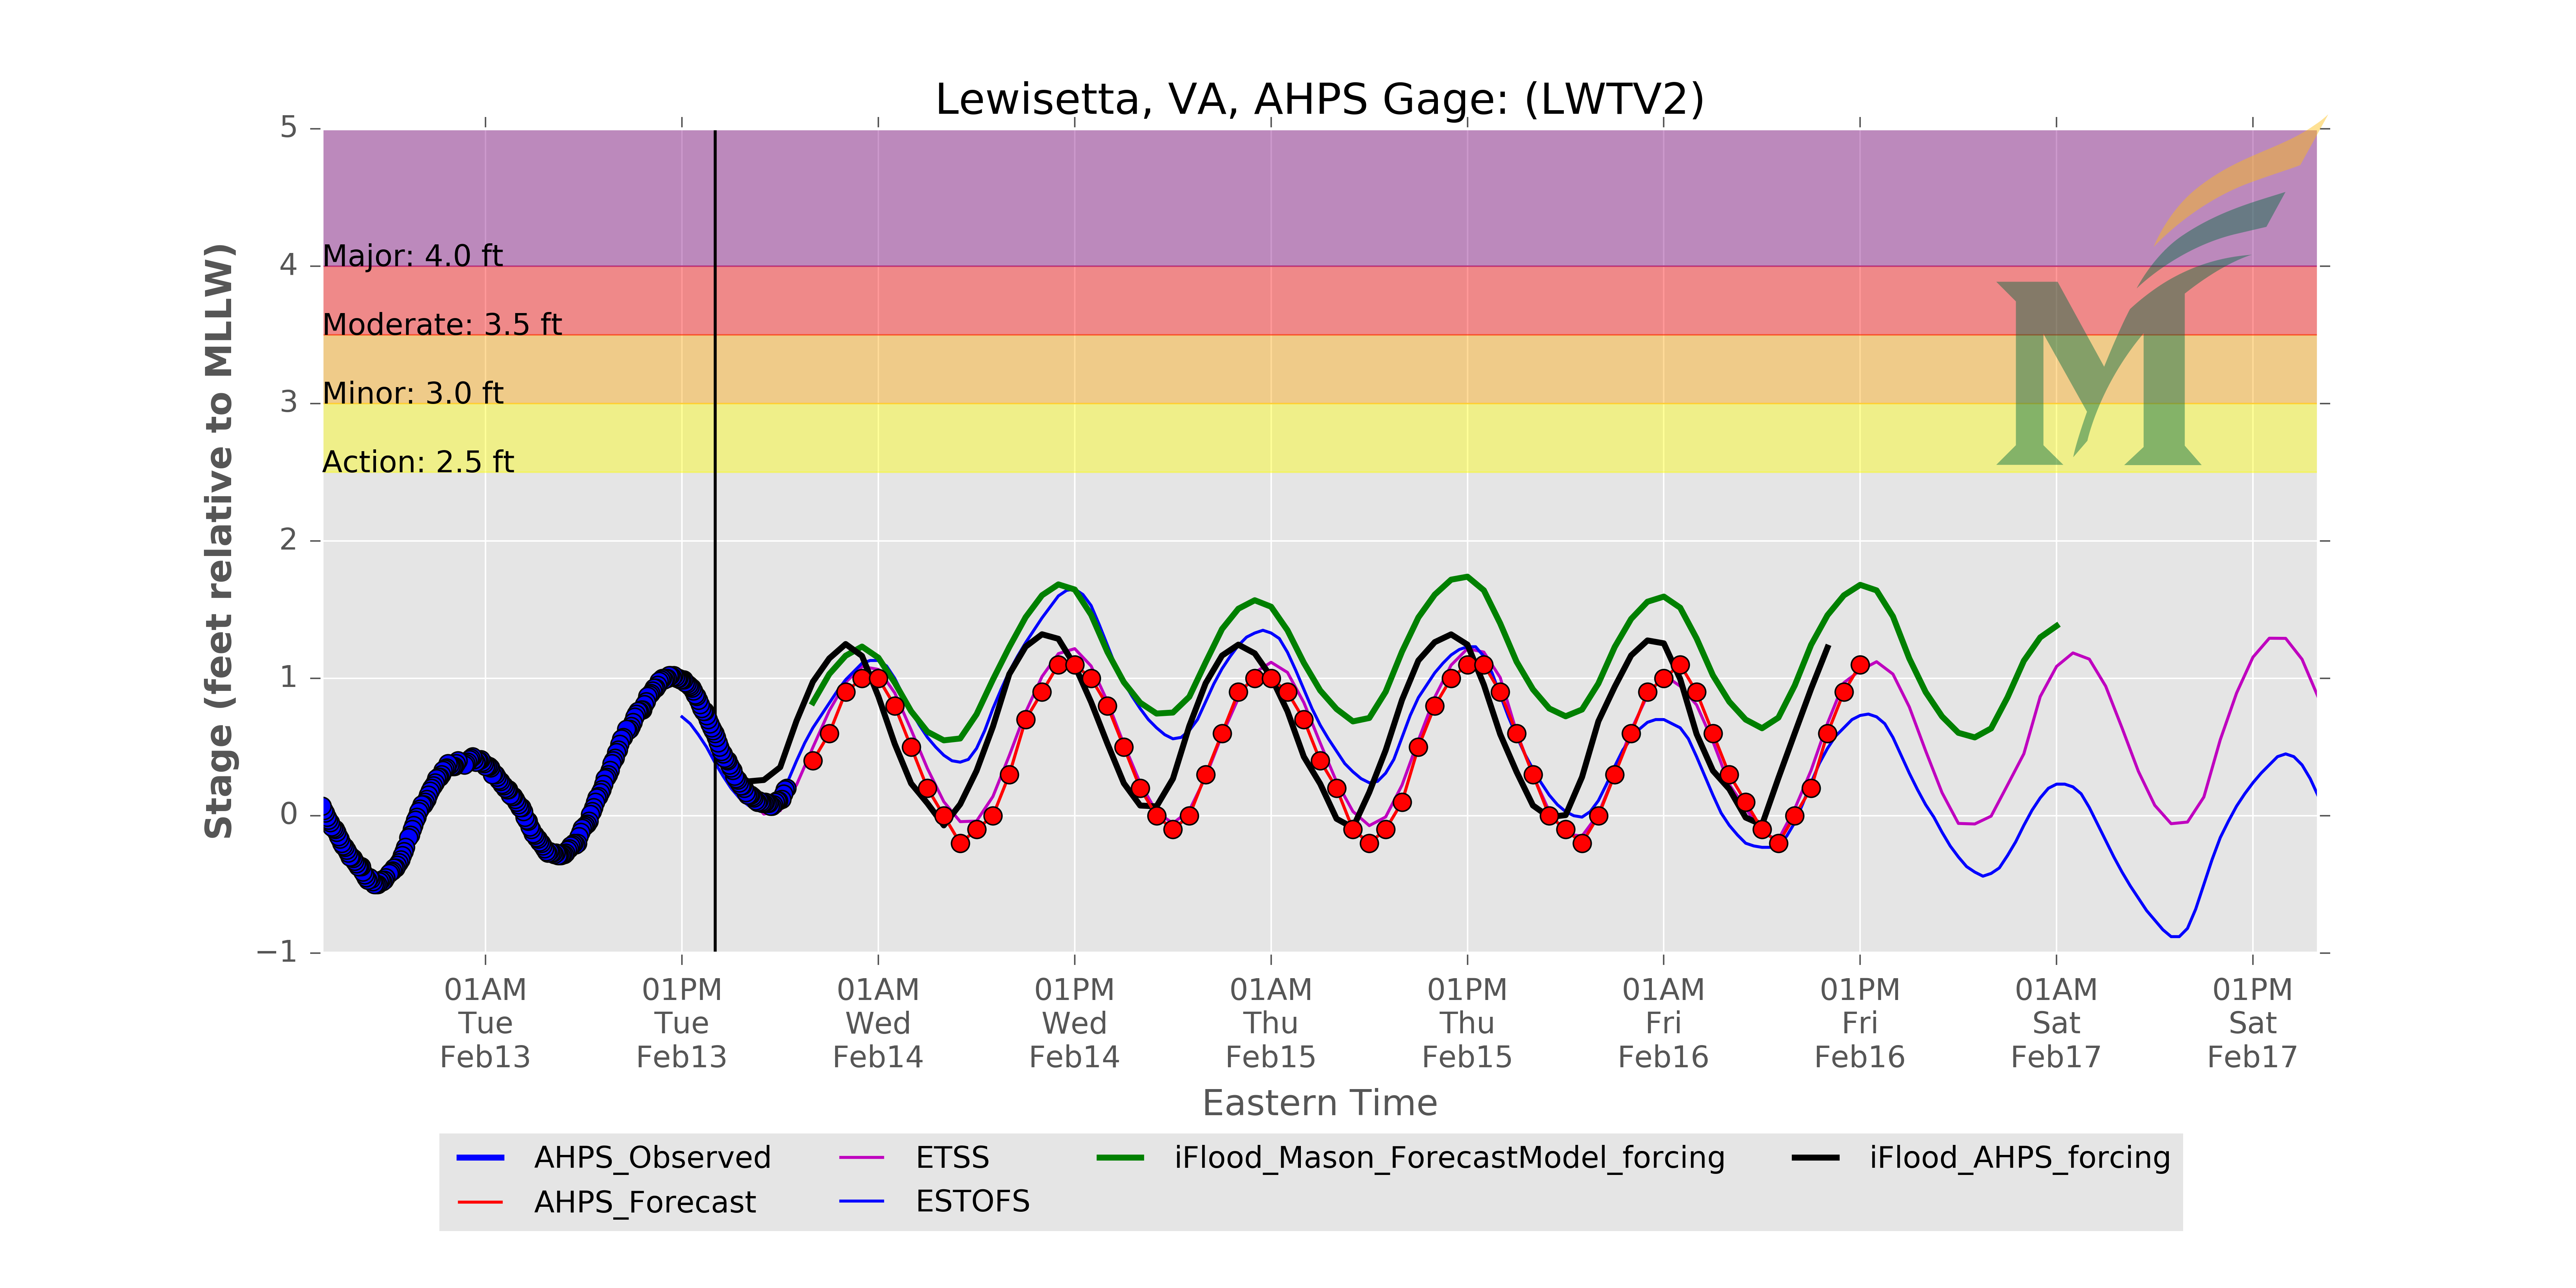 Lewisetta, VA, AHPS Gage: (LWTV2)
Stage (feet relative to MLLW)
5
4
3
2
1
0
−1
Major: 4.0 ft
Moderate: 3.5 ft
Minor: 3.0 ft
Action: 2.5 ft
01AM 01PM 01AM 01PM 01AM 01PM 01AM 01PM 01AM 01PM
Tue Tue Wed Wed Thu Thu Fri Fri Sat Sat
Feb13 Feb13 Feb14 Feb14 Feb15 Feb15 Feb16 Feb16 Feb17 Feb17
Eastern Time
AHPS_Observed ETSS iFlood_Mason_ForecastModel_forcing iFlood_AHPS_forcing
AHPS_Forecast ESTOFS
M